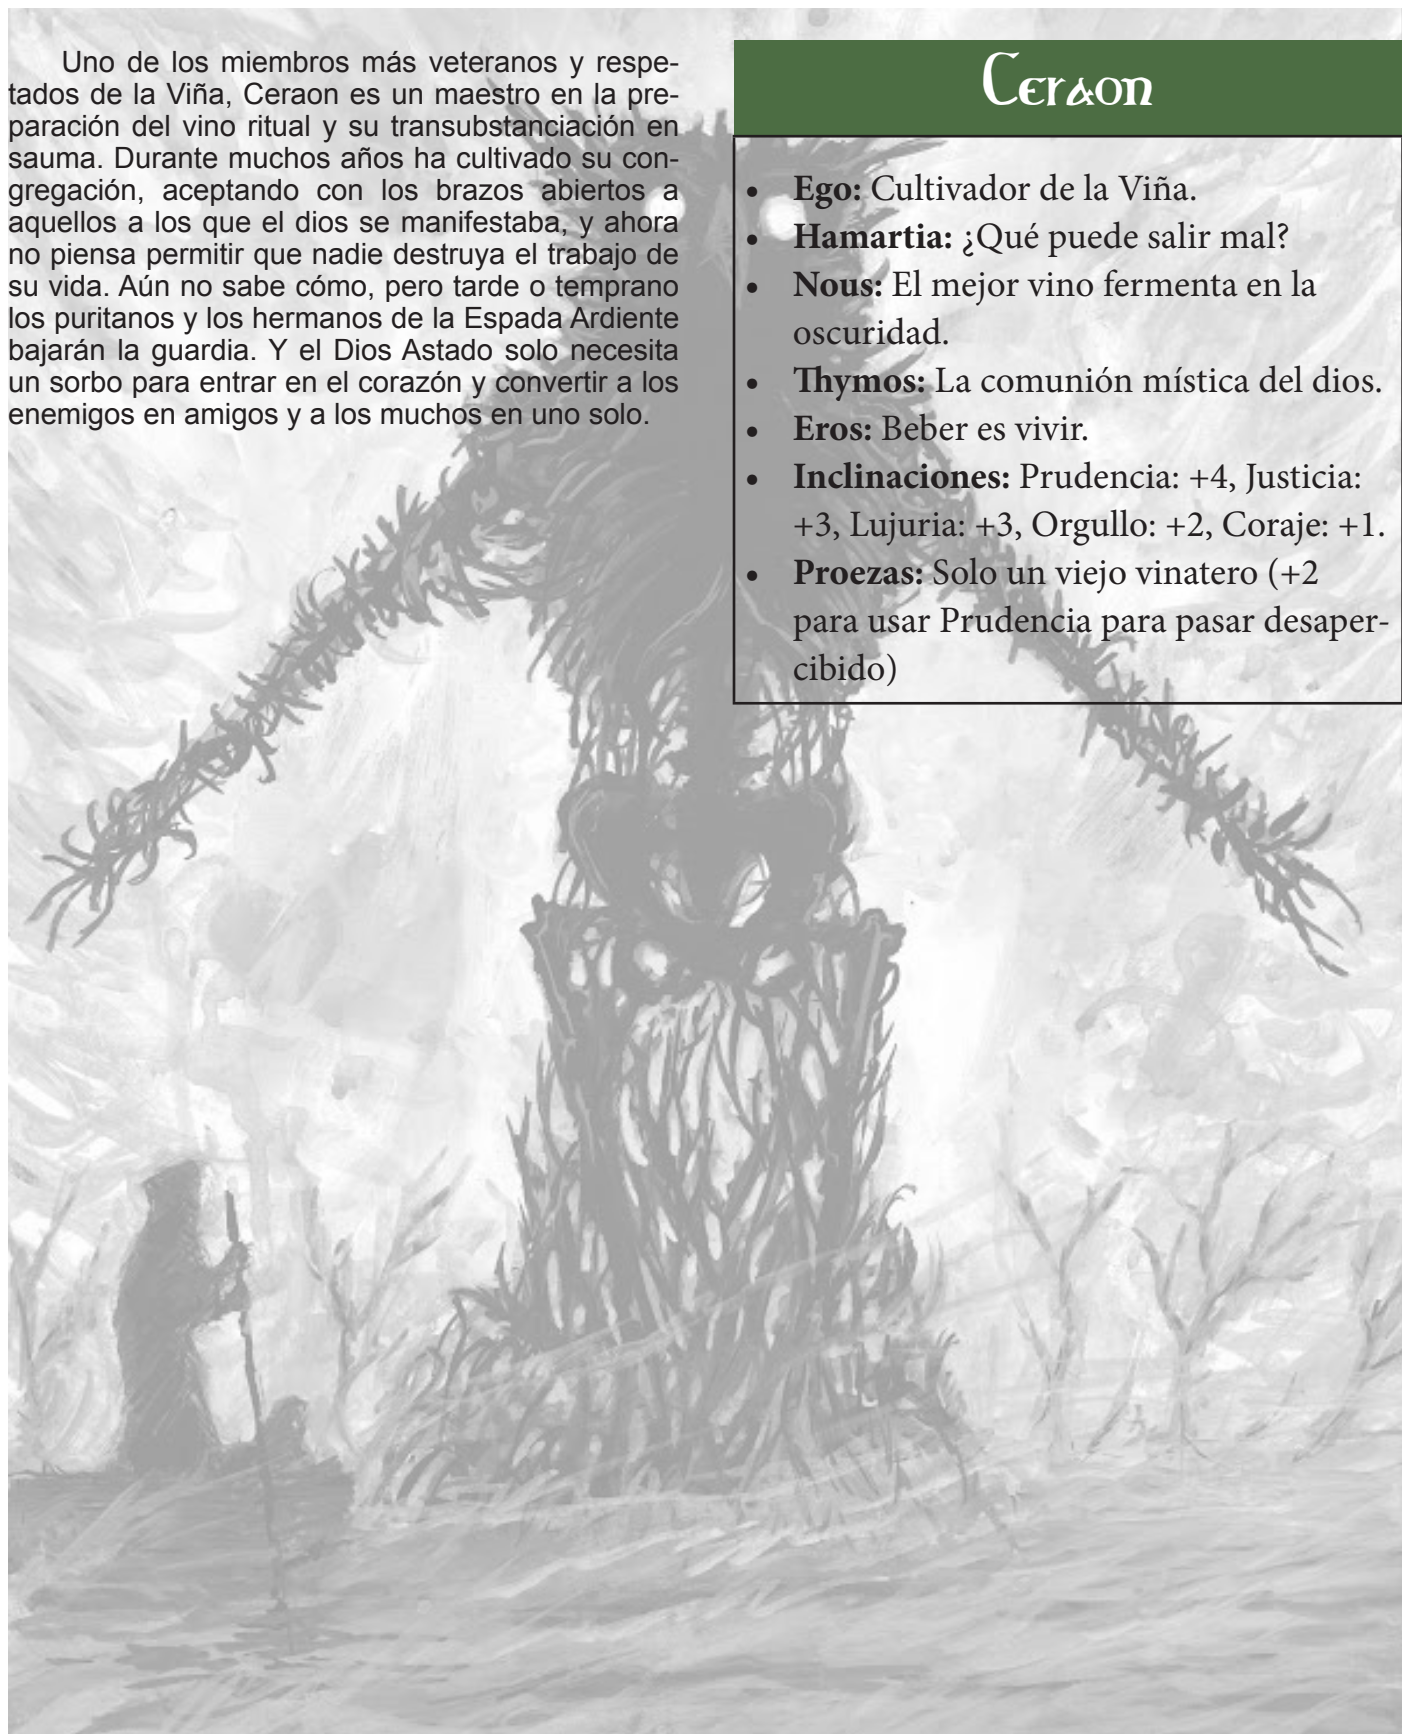 Uno de los miembros más veteranos y respe-
tados de la Viña, Ceraon es un maestro en la pre-
paración del vino ritual y su transubstanciación en
sauma. Durante muchos años ha cultivado su con-
gregación, aceptando con los brazos abiertos a
aquellos a los que el dios se manifestaba, y ahora
no piensa permitir que nadie destruya el trabajo de
su vida. Aún no sabe cómo, pero tarde o temprano
los puritanos y los hermanos de la Espada Ardiente
bajarán la guardia. Y el Dios Astado solo necesita
un sorbo para entrar en el corazón y convertir a los
enemigos en amigos y a los muchos en uno solo.
Ceraon
• Ego: Cultivador de la Viña.
• Hamartia: ¿Qué puede salir mal?
• Nous: El mejor vino fermenta en la
oscuridad.
• Thymos: La comunión mística del dios.
• Eros: Beber es vivir.
• Inclinaciones: Prudencia: +4, Justicia:
+3, Lujuria: +3, Orgullo: +2, Coraje: +1.
• Proezas: Solo un viejo vinatero (+2
para usar Prudencia para pasar desaper-
cibido)